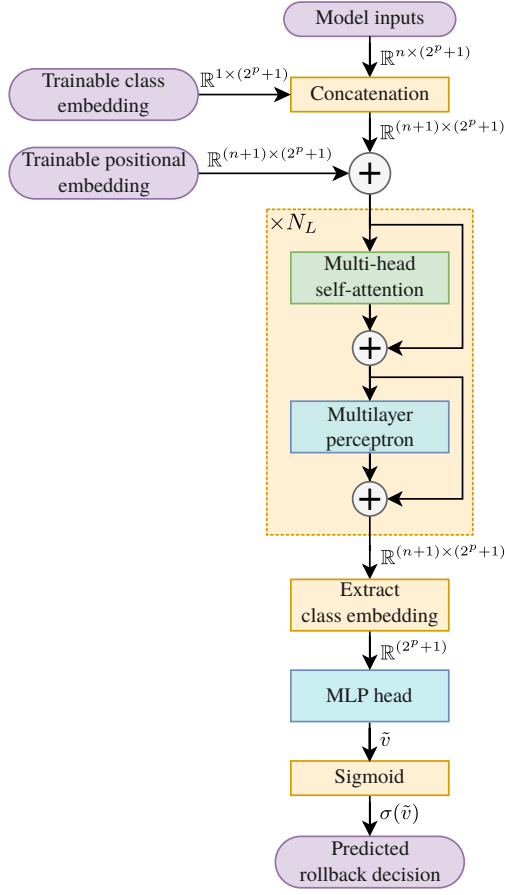 Model inputs
ℝ^{n×(2^p+1)}
Trainable class
embedding
ℝ^{1×(2^p+1)}
Concatenation
ℝ^{(n+1)×(2^p+1)}
Trainable positional
embedding
ℝ^{(n+1)×(2^p+1)}
+
×N_L
Multi-head
self-attention
+
Multilayer
perceptron
+
ℝ^{(n+1)×(2^p+1)}
Extract
class embedding
ℝ^{(2^p+1)}
MLP head
ṽ
Sigmoid
σ(ṽ)
Predicted
rollback decision